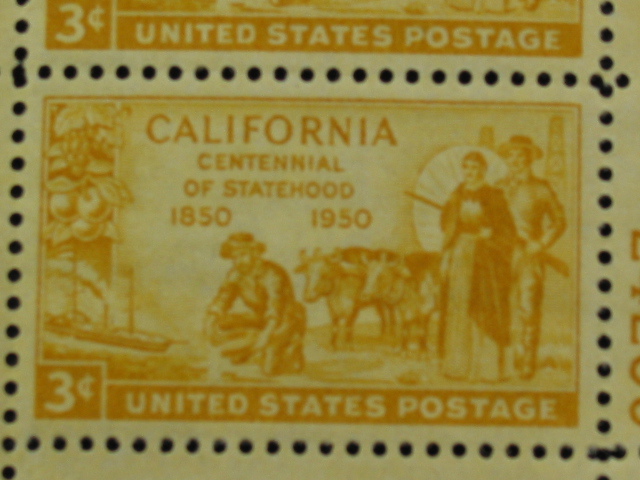 3¢ UNITED STATES POSTAGE
CALIFORNIA
CENTENNIAL
OF STATEHOOD
1850 1950
3¢ UNITED STATES POSTAGE